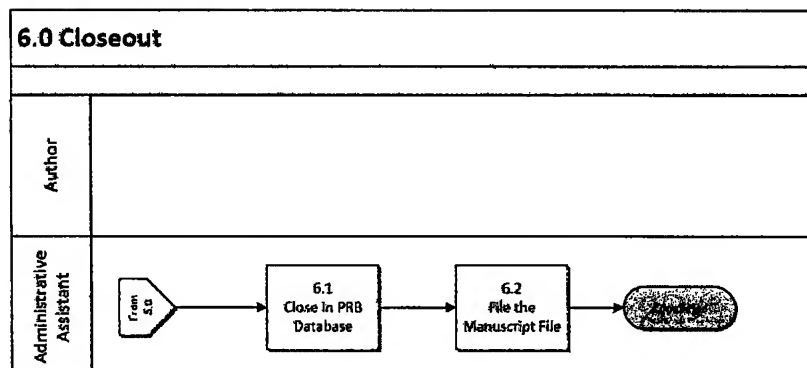 6.0 Closeout
Author
Administrative
Assistant
From
5.0
6.1
Close In PRB
Database
6.2
File the
Manuscript File